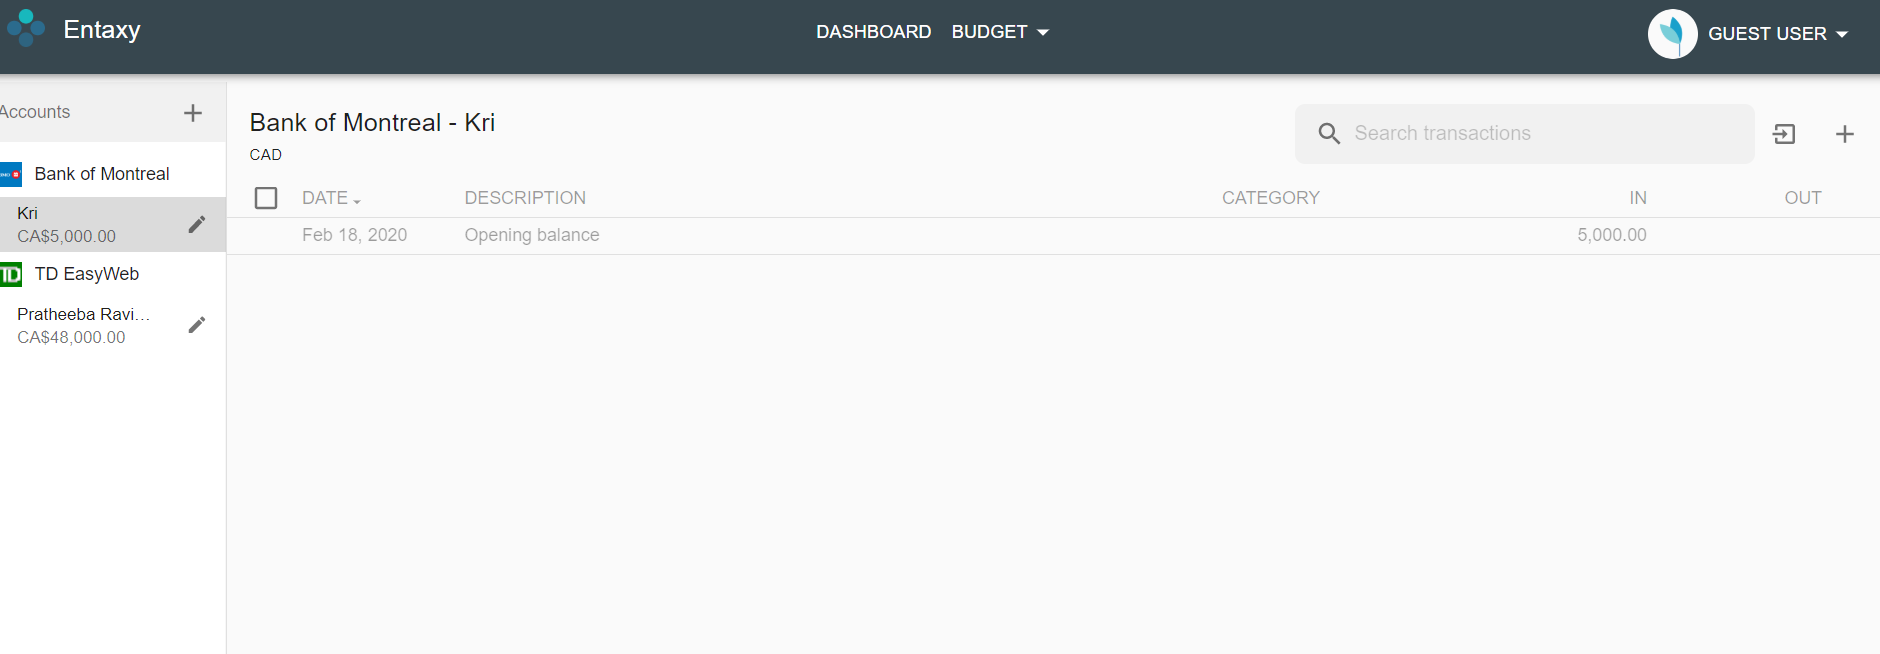 Entaxy
DASHBOARD BUDGET
GUEST USER
Accounts
Bank of Montreal
Kri
CA$5,000.00
TD EasyWeb
Pratheeba Ravi...
CA$48,000.00
Bank of Montreal - Kri
CAD
Search transactions
DATE DESCRIPTION CATEGORY IN OUT
Feb 18, 2020 Opening balance 5,000.00
TD